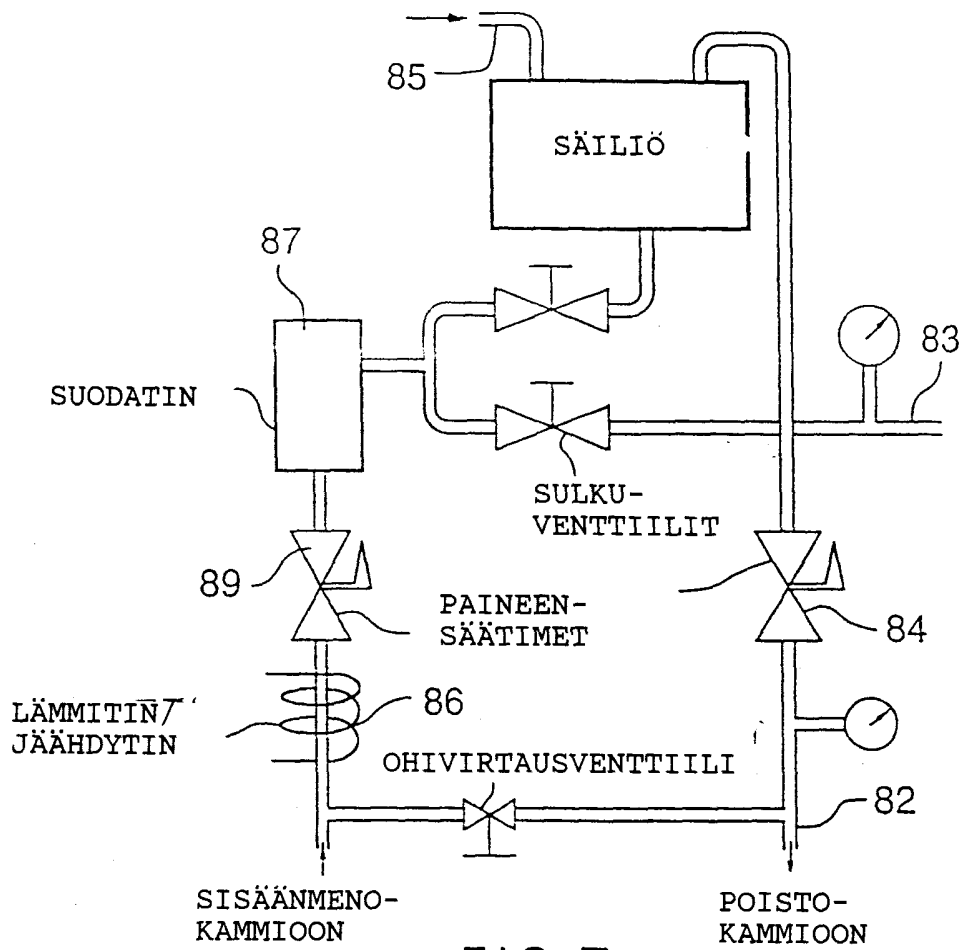 85
SÄILIÖ
87
83
SUODATIN
SULKU-
VENTTIILIT
89
PAINEEN-
SÄÄTIMET
84
LÄMMITIN/
JÄÄHDYTIN
86
OHIVIRTAUSVENTTIILI
82
SISÄÄNMENO-
KAMMIOON
POISTO-
KAMMIOON